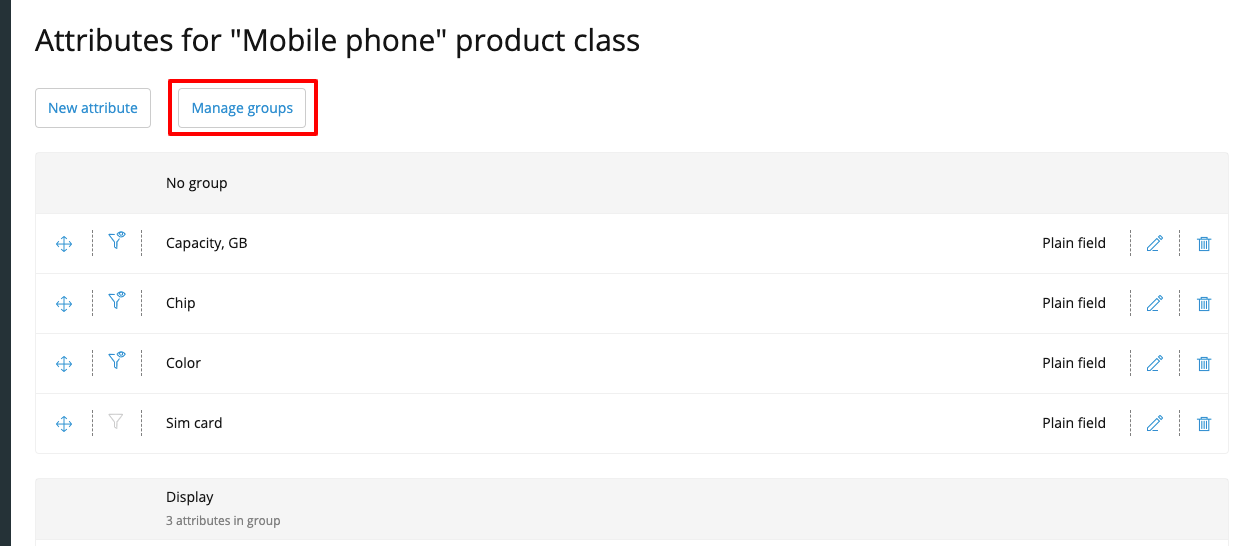 Attributes for "Mobile phone" product class
New attribute Manage groups
No group
Capacity, GB Plain field
Chip Plain field
Color Plain field
Sim card Plain field
Display
3 attributes in group